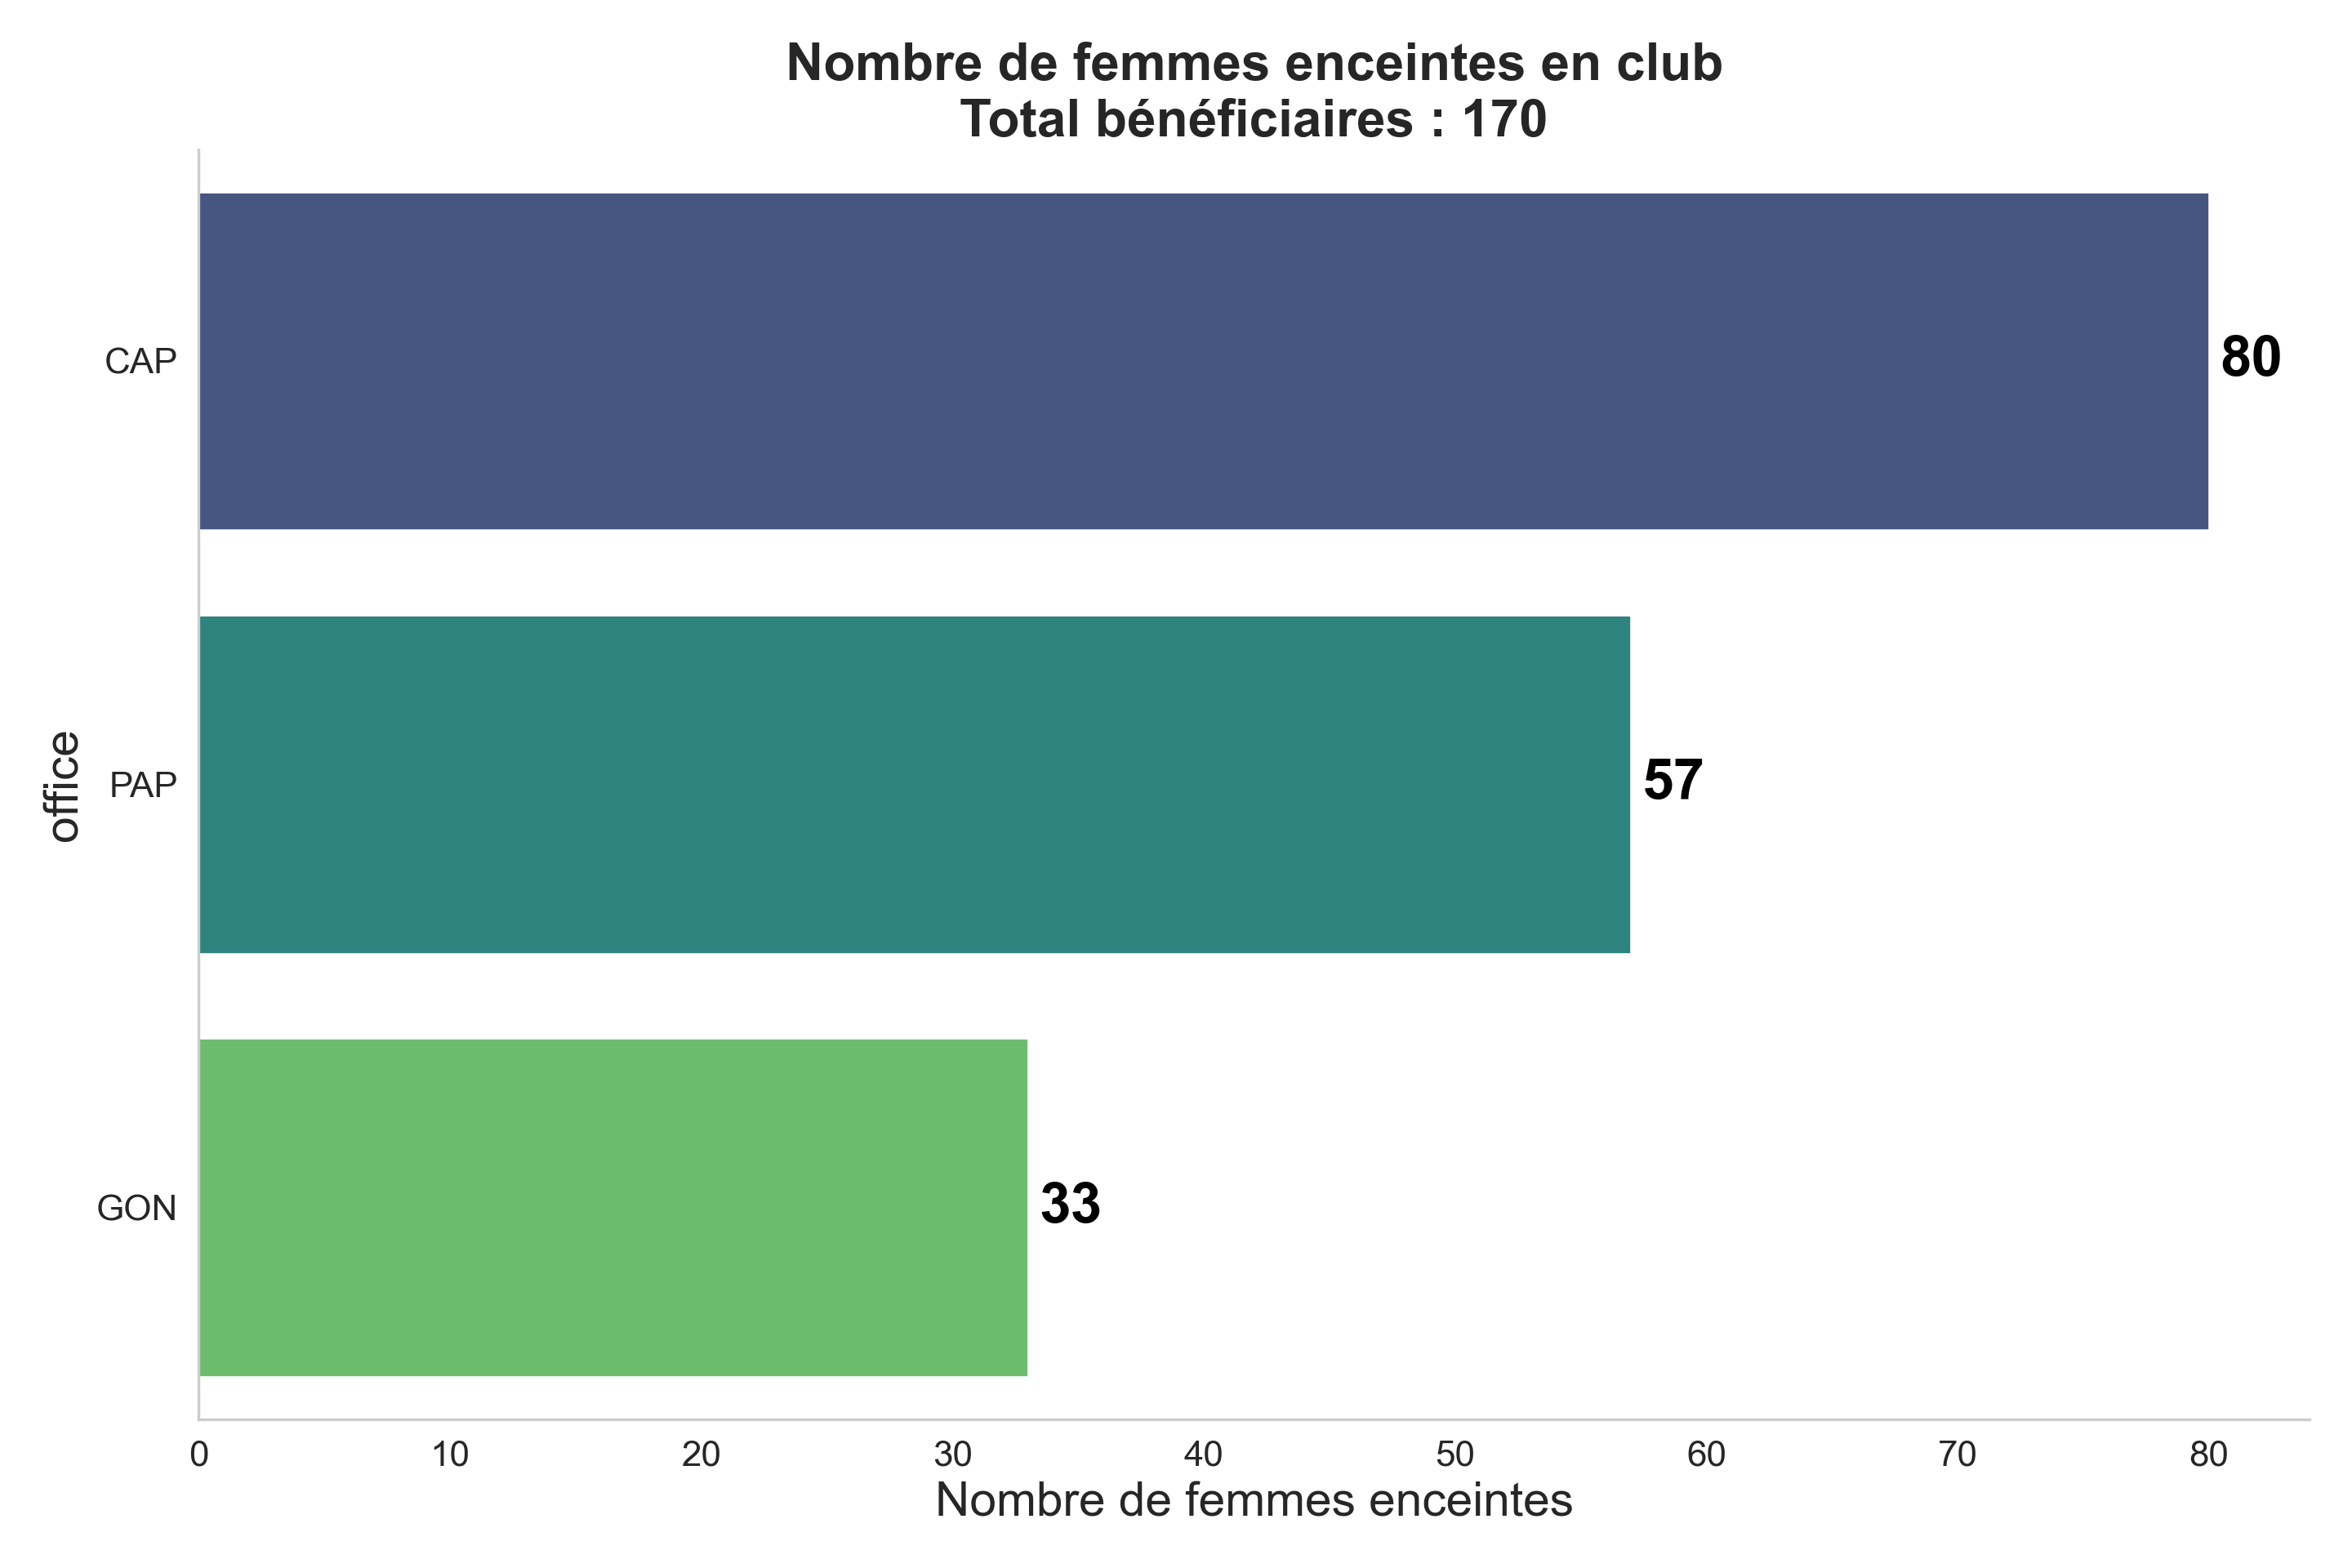 Nombre de femmes enceintes en club
Total bénéficiaires : 170
office
CAP
80
PAP
57
GON
33
0 10 20 30 40 50 60 70 80
Nombre de femmes enceintes